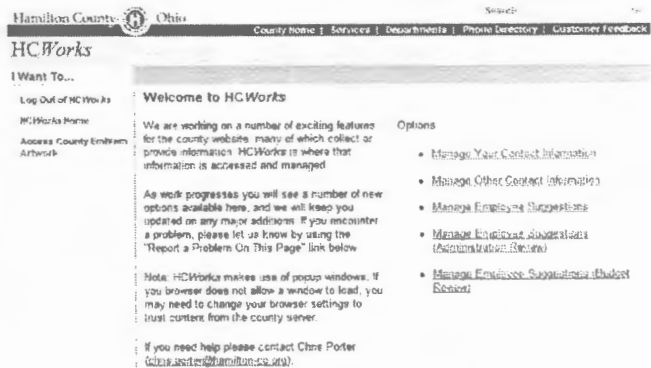 Hamilton County Ohio
Search
County Home | Services | Departments | Phone Directory | Customer Feedback
HCWorks
I Want To...
Log Out of HCWorks
HCWorks Home
Access County Emblem
Artwork
Welcome to HCWorks
We are working on a number of exciting features
for the county website, many of which collect or
provide information. HCWorks is where that
information is accessed and managed.
As work progresses you will see a number of new
options available here, and we will keep you
updated on any major additions. If you encounter
a problem, please let us know by using the
"Report a Problem On This Page" link below.
Note: HCWorks makes use of popup windows. If
you browser does not allow a window to load, you
may need to change your browser settings to
trust content from the county server.
If you need help please contact Chris Porter
(chris.porter@hamilton-co.org).
Options
• Manage Your Contact Information
• Manage Other Contact Information
• Manage Employee Suggestions
• Manage Employee Suggestions
(Administration Review)
• Manage Employee Suggestions (Budget
Review)